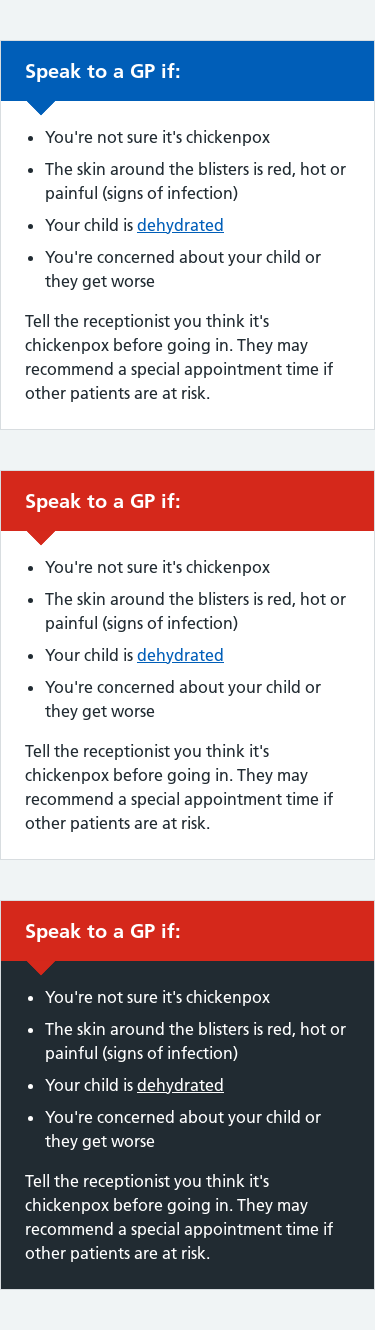 Speak to a GP if:
• You're not sure it's chickenpox
• The skin around the blisters is red, hot or
painful (signs of infection)
• Your child is dehydrated
• You're concerned about your child or
they get worse
Tell the receptionist you think it's
chickenpox before going in. They may
recommend a special appointment time if
other patients are at risk.
Speak to a GP if:
• You're not sure it's chickenpox
• The skin around the blisters is red, hot or
painful (signs of infection)
• Your child is dehydrated
• You're concerned about your child or
they get worse
Tell the receptionist you think it's
chickenpox before going in. They may
recommend a special appointment time if
other patients are at risk.
Speak to a GP if:
• You're not sure it's chickenpox
• The skin around the blisters is red, hot or
painful (signs of infection)
• Your child is dehydrated
• You're concerned about your child or
they get worse
Tell the receptionist you think it's
chickenpox before going in. They may
recommend a special appointment time if
other patients are at risk.